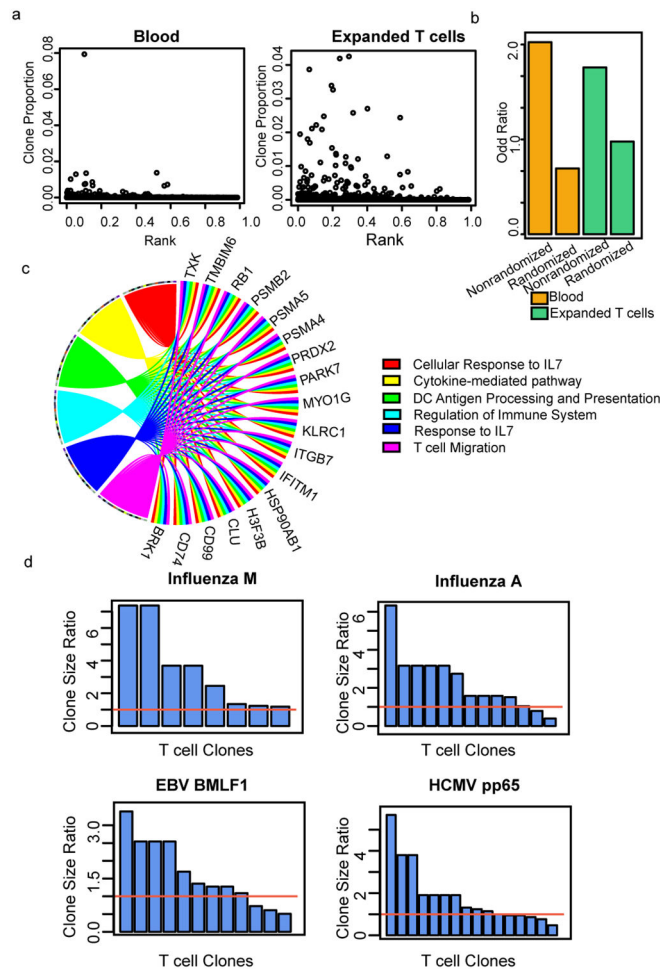 a
Blood
Clone Proportion
0.08
0.06
0.04
0.02
0.00
0.0 0.2 0.4 0.6 0.8 1.0
Rank
Expanded T cells
Clone Proportion
0.04
0.03
0.02
0.01
0.00
0.0 0.2 0.4 0.6 0.8 1.0
Rank
b
Odd Ratio
2.0
1.0
0.0
Nonrandomized
Randomized
Nonrandomized
Randomized
Blood
Expanded T cells
c
TXK
TMBIM6
RB1
PSMB2
PSMA5
PSMA4
PRDX2
PARK7
MYO1G
KLRC1
ITGB7
IFITM1
HSP90AB1
H3F3B
CLU
CD99
CD74
BRK1
Cellular Response to IL7
Cytokine-mediated pathway
DC Antigen Processing and Presentation
Regulation of Immune System
Response to IL7
T cell Migration
d
Influenza M
Clone Size Ratio
6
4
2
1
0
T cell Clones
Influenza A
Clone Size Ratio
6
4
2
1
0
T cell Clones
EBV BMLF1
Clone Size Ratio
3.0
1.5
0.0
T cell Clones
HCMV pp65
Clone Size Ratio
4
2
1
0
T cell Clones